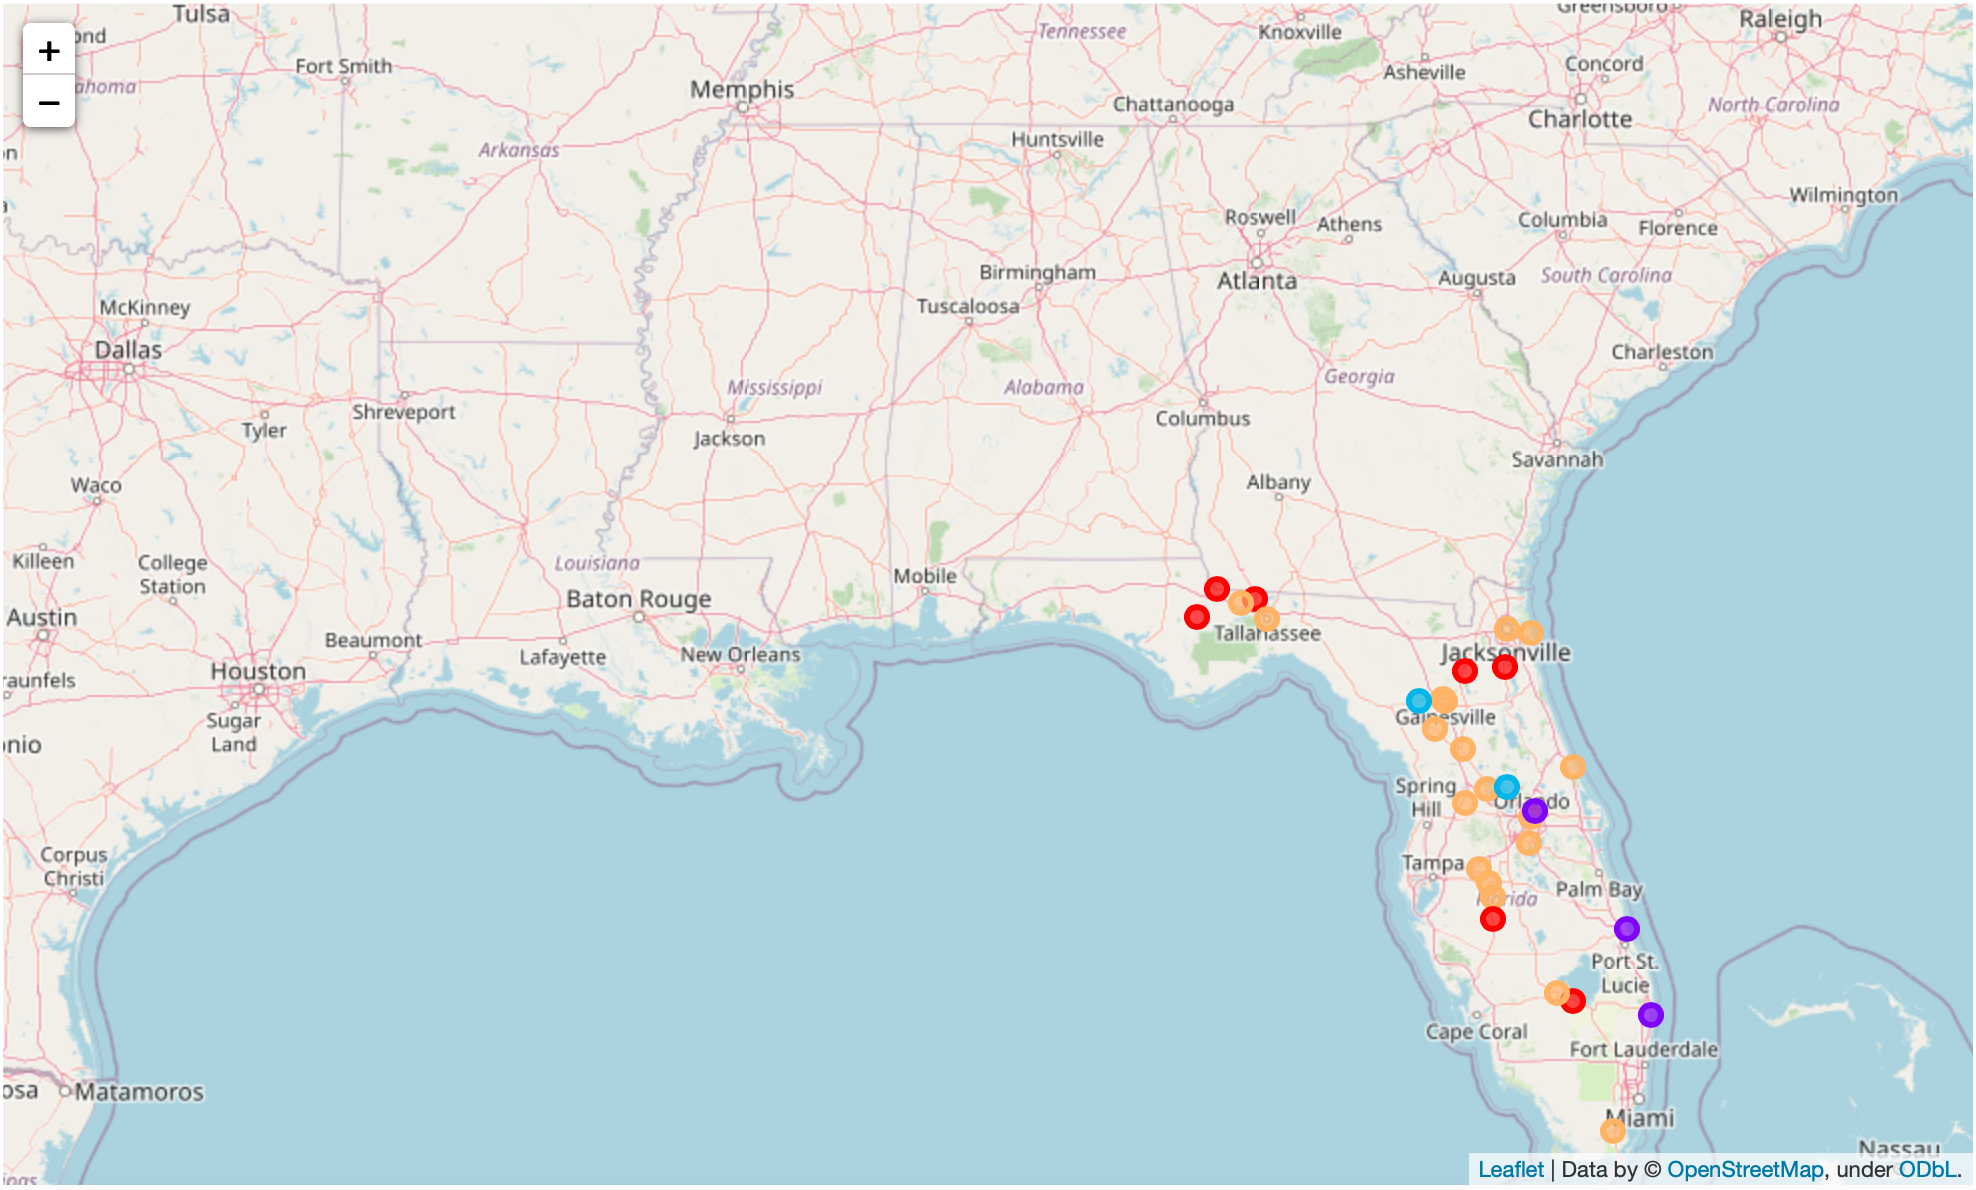 Tulsa
Greensboro
Raleigh
+
ond
Tennessee
Knoxville
Fort Smith
Asheville
Concord
ahoma
−
Memphis
Chattanooga
North Carolina
Charlotte
Arkansas
Huntsville
on
Wilmington
a
Roswell
Athens
Columbia
Florence
Birmingham
Atlanta
Augusta
South Carolina
McKinney
Tuscaloosa
Dallas
Charleston
Mississippi
Alabama
Georgia
Shreveport
Tyler
Jackson
Columbus
Savannah
Waco
Albany
Killeen
College
Station
Louisiana
Mobile
Baton Rouge
Austin
Tallahassee
Beaumont
Lafayette
New Orleans
Jacksonville
Houston
raunfels
Gainesville
Sugar
Land
onio
Spring
Hill
Orlando
Corpus
Christi
Tampa
Palm Bay
Florida
Port St.
Lucie
Cape Coral
Fort Lauderdale
osa
Matamoros
Miami
Nassau
Leaflet | Data by © OpenStreetMap, under ODbL.
ipas